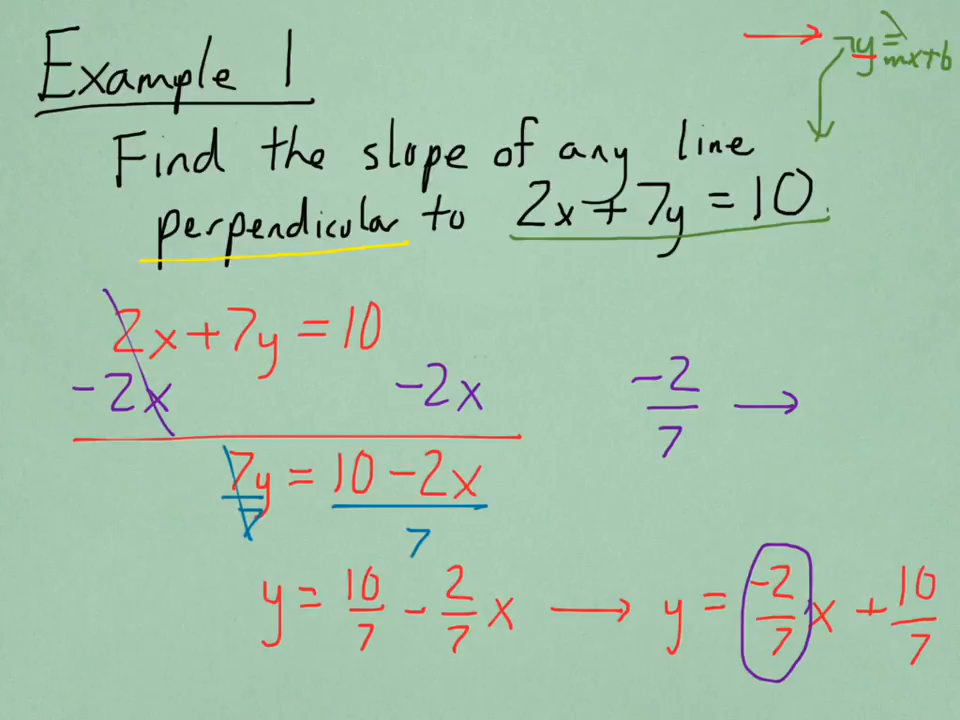 Example 1
y = mx+b
Find the slope of any line
perpendicular to 2x+7y=10.
2x+7y=10
-2x -2x
7y = 10 - 2x
7 7
-2/7 →
y = 10/7 - 2/7 x → y = -2/7 x + 10/7